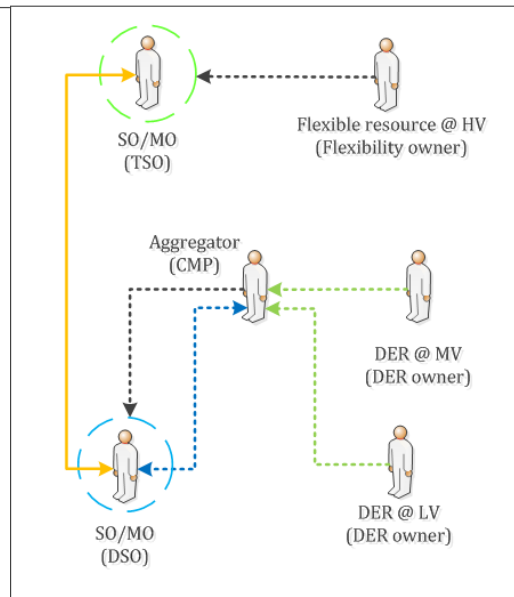 SO/MO
(TSO)
Flexible resource @ HV
(Flexibility owner)
Aggregator
(CMP)
DER @ MV
(DER owner)
SO/MO
(DSO)
DER @ LV
(DER owner)